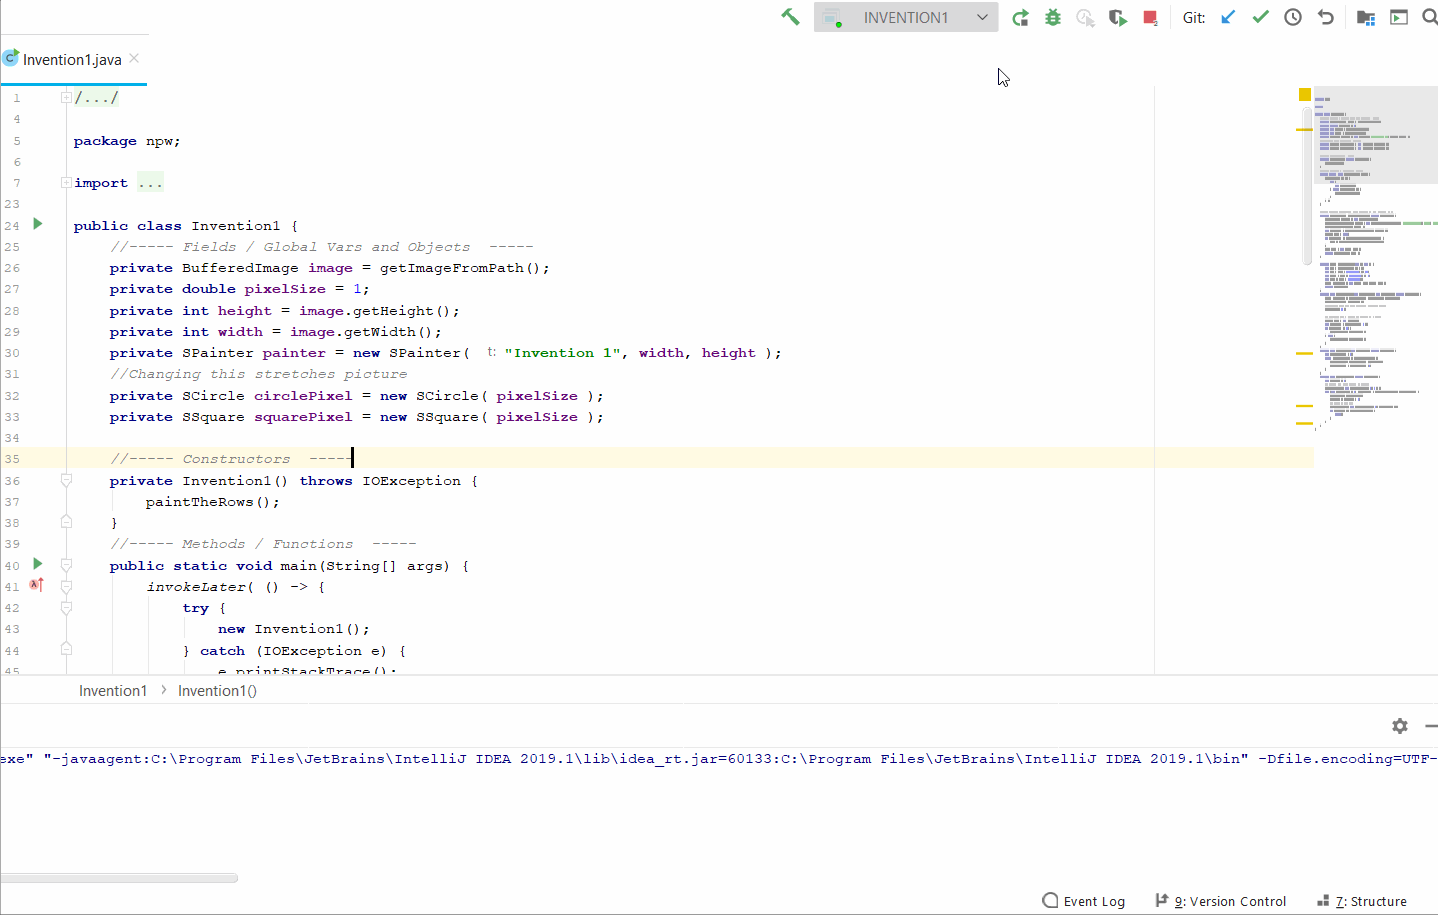 INVENTION1
Git:
Invention1.java
1 /.../
4
5 package npw;
6
7 import ...
23
24 public class Invention1 {
25 //----- Fields / Global Vars and Objects -----
26 private BufferedImage image = getImageFromPath();
27 private double pixelSize = 1;
28 private int height = image.getHeight();
29 private int width = image.getWidth();
30 private SPainter painter = new SPainter( t: "Invention 1", width, height );
31 //Changing this stretches picture
32 private SCircle circlePixel = new SCircle( pixelSize );
33 private SSquare squarePixel = new SSquare( pixelSize );
34
35 //----- Constructors -----
36 private Invention1() throws IOException {
37 paintTheRows();
38 }
39 //----- Methods / Functions -----
40 public static void main(String[] args) {
41 invokeLater( () -> {
42 try {
43 new Invention1();
44 } catch (IOException e) {
45 e.printStackTrace();
Invention1 > Invention1()
exe" "-javaagent:C:\Program Files\JetBrains\IntelliJ IDEA 2019.1\lib\idea_rt.jar=60133:C:\Program Files\JetBrains\IntelliJ IDEA 2019.1\bin" -Dfile.encoding=UTF-
Event Log 9: Version Control 7: Structure